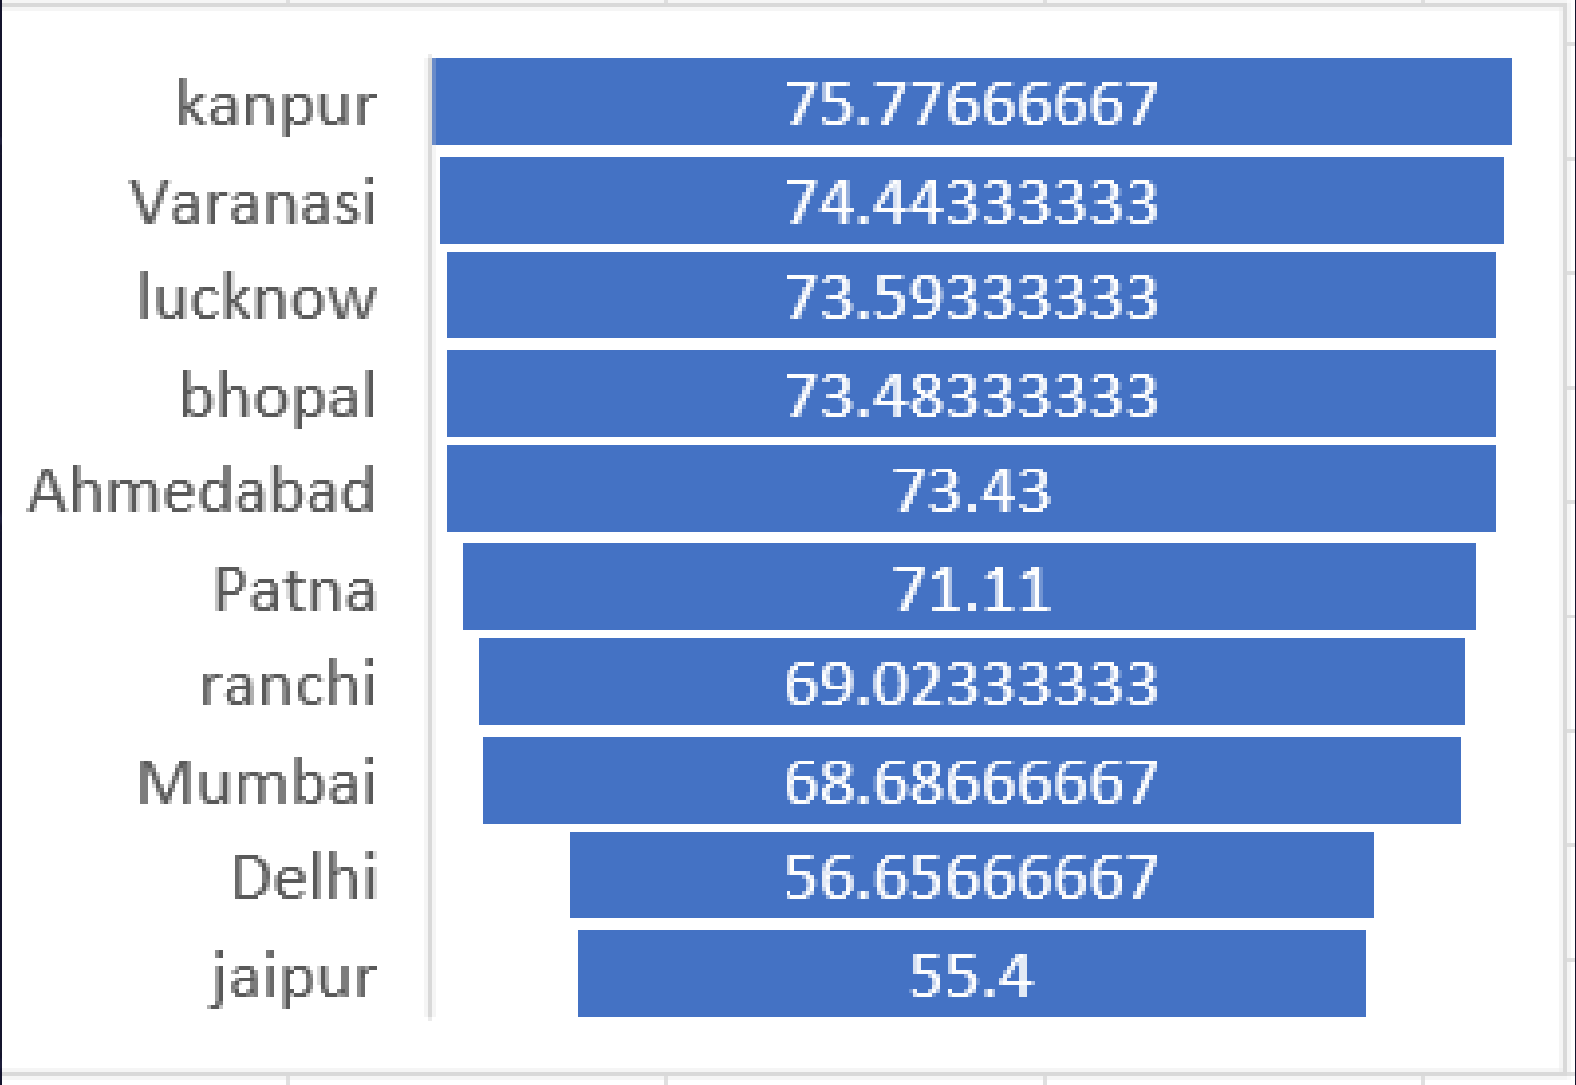 kanpur 75.77666667
Varanasi 74.44333333
lucknow 73.59333333
bhopal 73.48333333
Ahmedabad 73.43
Patna 71.11
ranchi 69.02333333
Mumbai 68.68666667
Delhi 56.65666667
jaipur 55.4